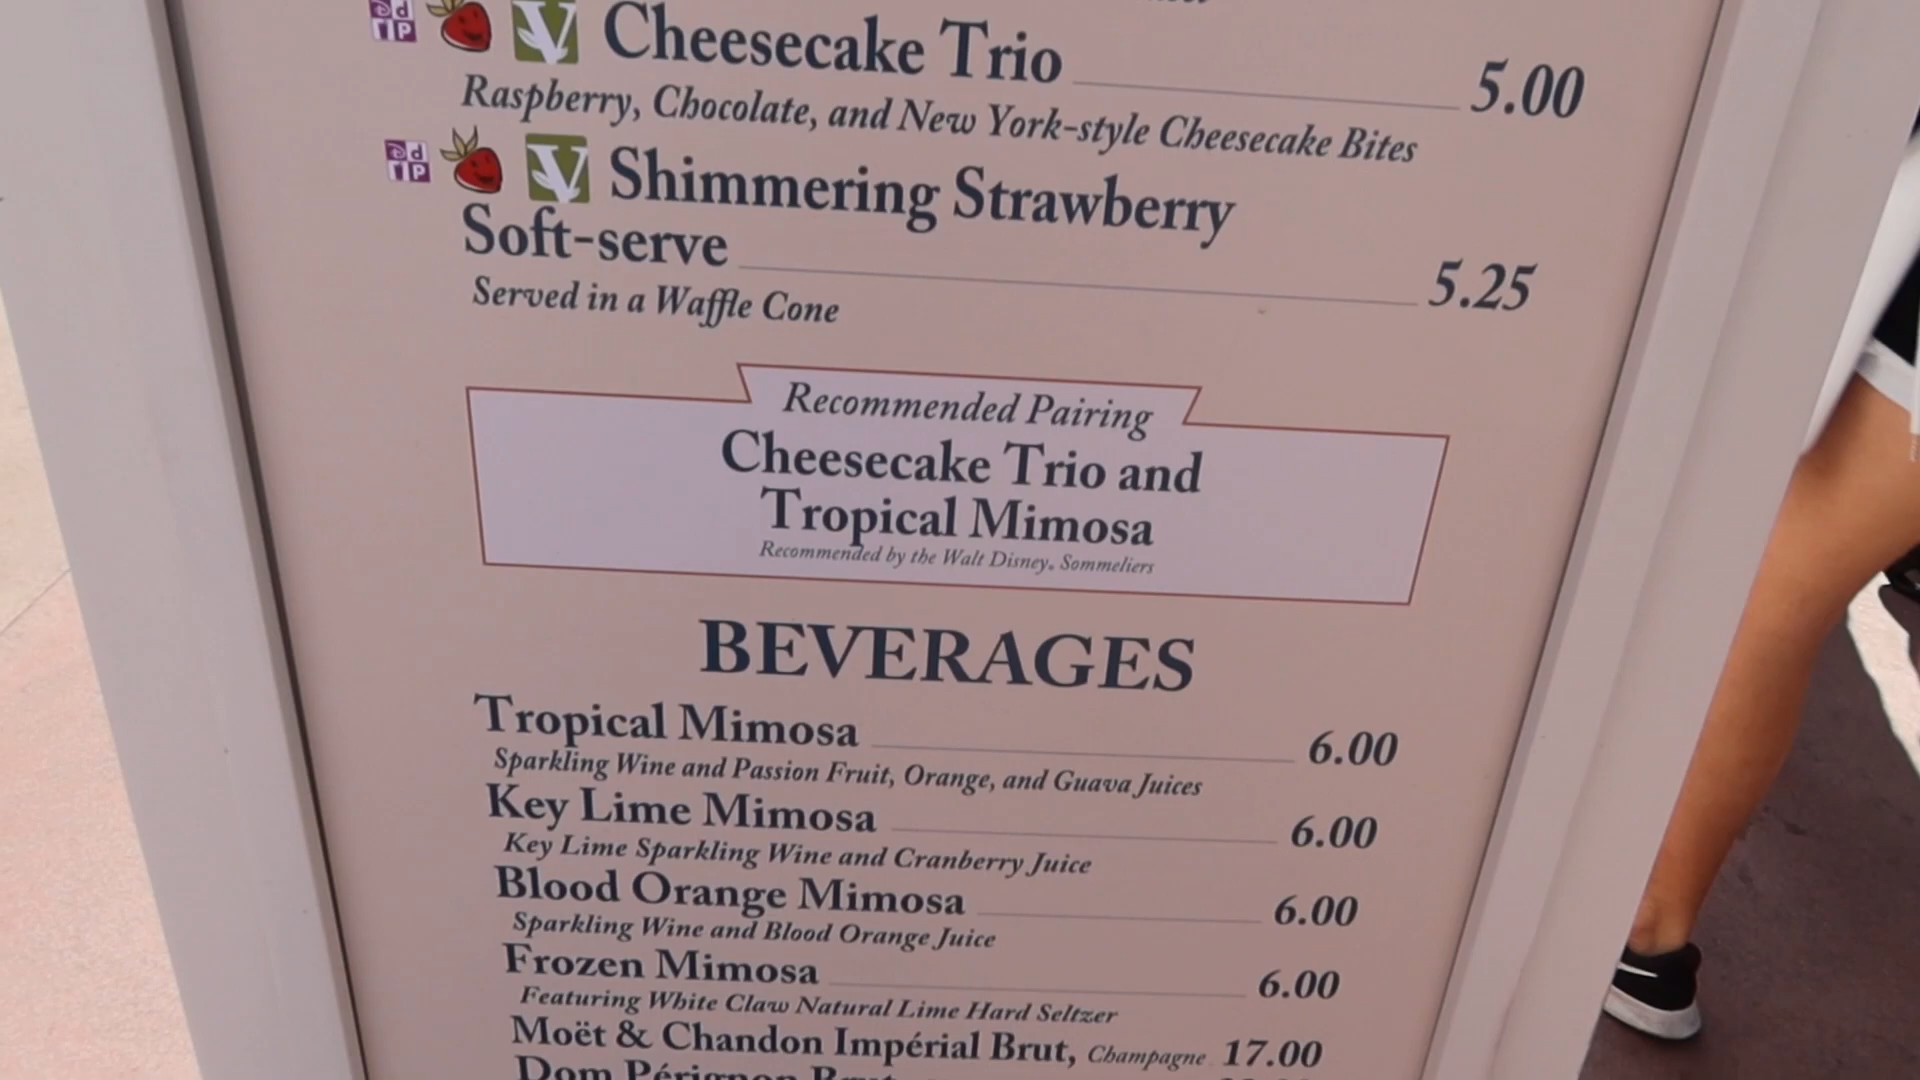 Cheesecake Trio 5.00
Raspberry, Chocolate, and New York-style Cheesecake Bites
Shimmering Strawberry
Soft-serve 5.25
Served in a Waffle Cone
Recommended Pairing
Cheesecake Trio and
Tropical Mimosa
Recommended by the Walt Disney® Sommeliers
BEVERAGES
Tropical Mimosa 6.00
Sparkling Wine and Passion Fruit, Orange, and Guava Juices
Key Lime Mimosa 6.00
Key Lime Sparkling Wine and Cranberry Juice
Blood Orange Mimosa 6.00
Sparkling Wine and Blood Orange Juice
Frozen Mimosa 6.00
Featuring White Claw Natural Lime Hard Seltzer
Moët & Chandon Impérial Brut, Champagne 17.00
Dom Pérignon